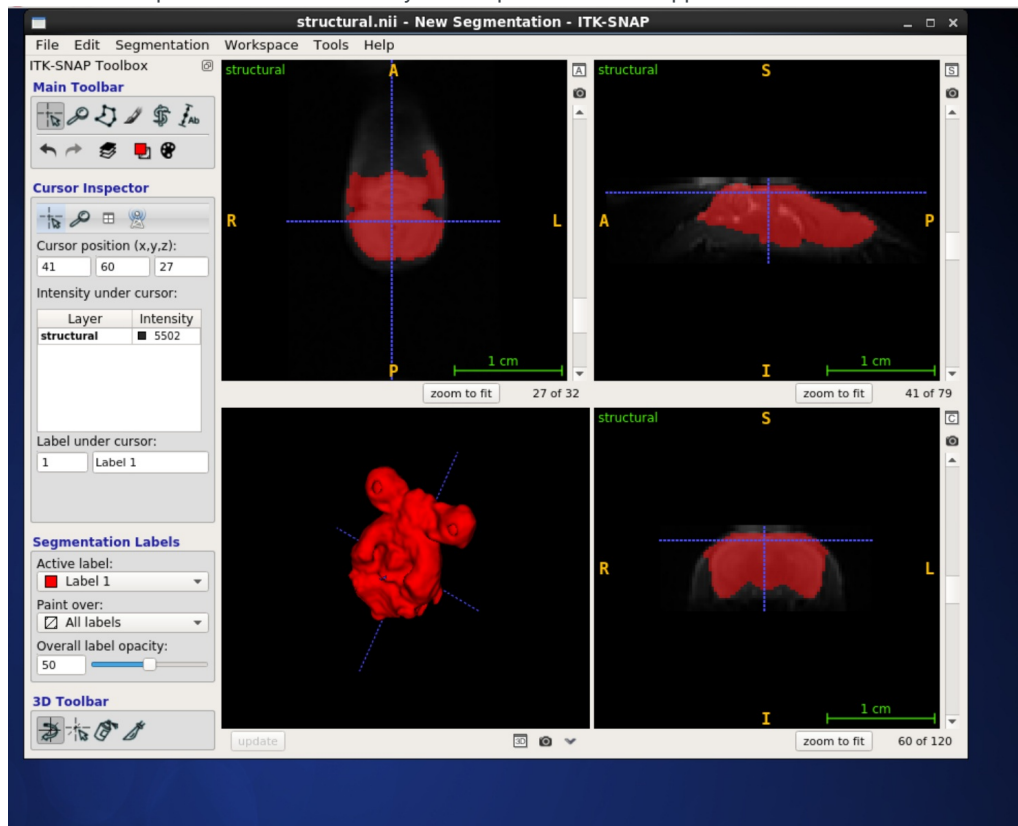 structural.nii - New Segmentation - ITK-SNAP
File Edit Segmentation Workspace Tools Help
ITK-SNAP Toolbox
Main Toolbar
Ab
Cursor Inspector
Cursor position (x,y,z):
41 60 27
Intensity under cursor:
Layer Intensity
structural 5502
Label under cursor:
1 Label 1
Segmentation Labels
Active label:
Label 1
Paint over:
All labels
Overall label opacity:
50
3D Toolbar
structural
A
R
L
P
1 cm
A
zoom to fit 27 of 32
structural
S
A
P
I
1 cm
S
zoom to fit 41 of 79
update
3D
structural
S
R
L
I
1 cm
C
zoom to fit 60 of 120